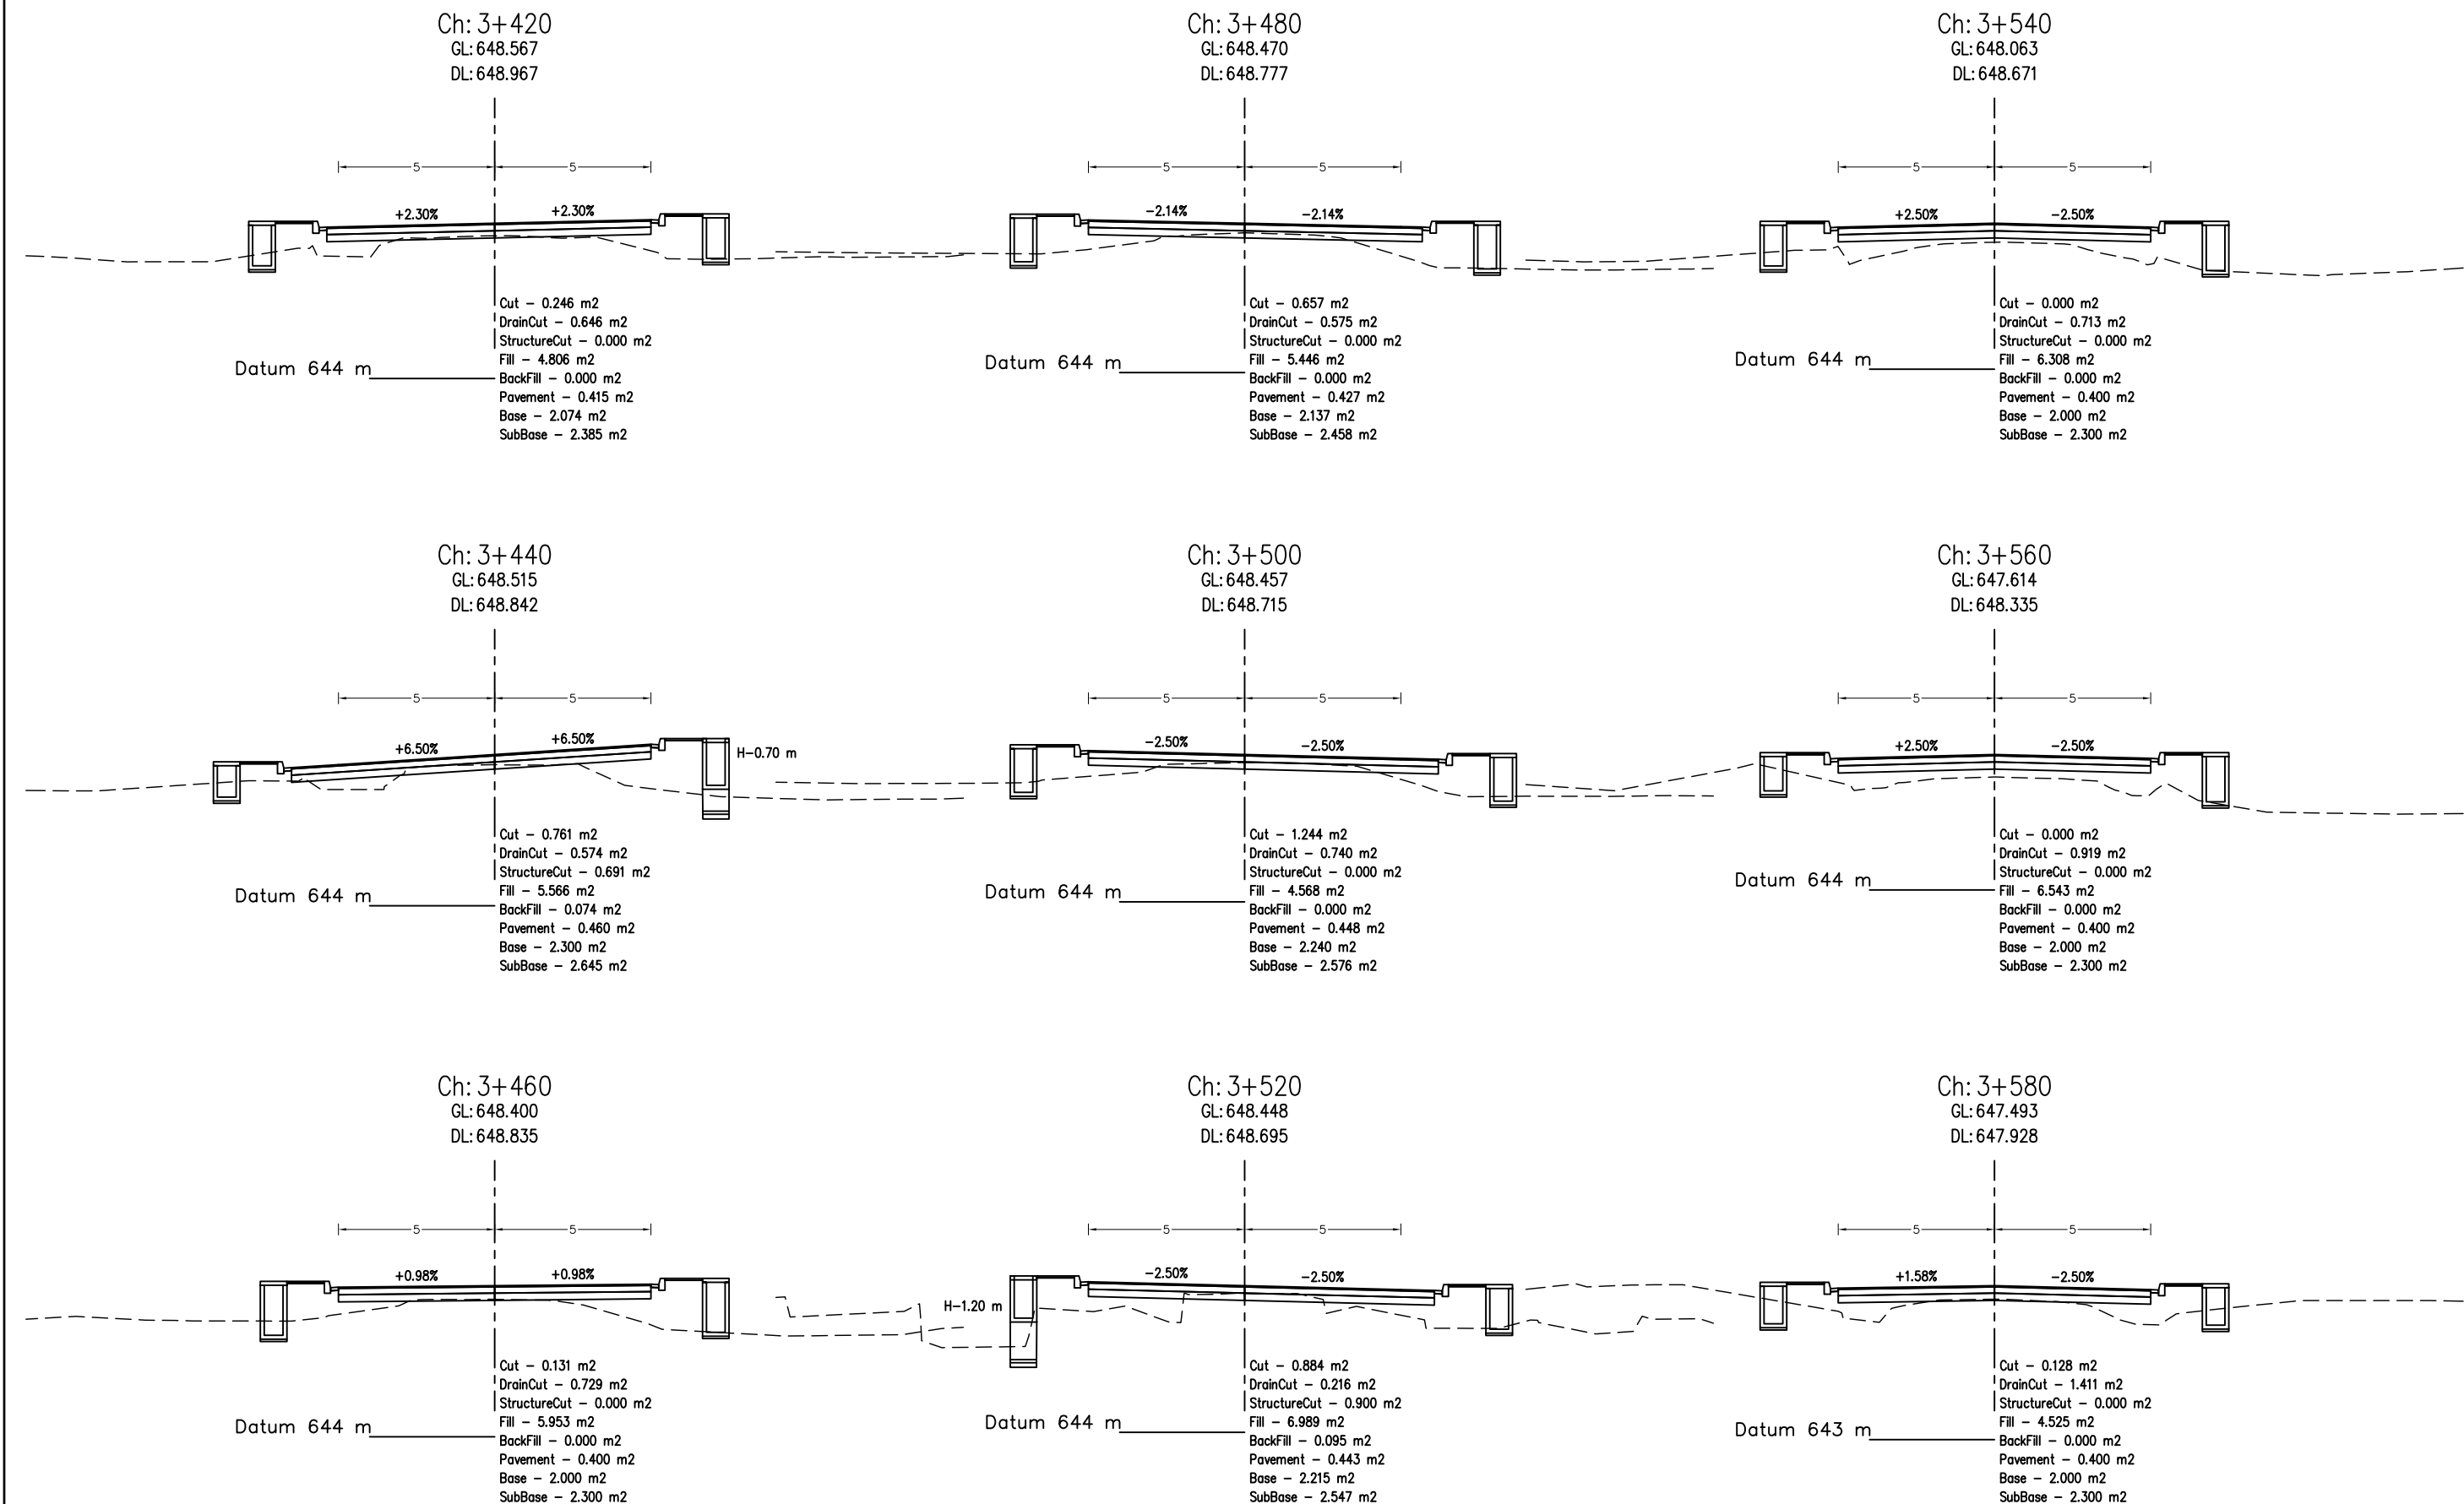 Ch: 3+420
GL: 648.567
DL: 648.967
5 5
+2.30% +2.30%
Cut - 0.246 m2
DrainCut - 0.646 m2
StructureCut - 0.000 m2
Fill - 4.806 m2
Datum 644 m
BackFill - 0.000 m2
Pavement - 0.415 m2
Base - 2.074 m2
SubBase - 2.385 m2
Ch: 3+440
GL: 648.515
DL: 648.842
5 5
+6.50% +6.50%
H-0.70 m
Cut - 0.761 m2
DrainCut - 0.574 m2
StructureCut - 0.691 m2
Fill - 5.566 m2
Datum 644 m
BackFill - 0.074 m2
Pavement - 0.460 m2
Base - 2.300 m2
SubBase - 2.645 m2
Ch: 3+460
GL: 648.400
DL: 648.835
5 5
+0.98% +0.98%
Cut - 0.131 m2
DrainCut - 0.729 m2
StructureCut - 0.000 m2
Fill - 5.953 m2
Datum 644 m
BackFill - 0.000 m2
Pavement - 0.400 m2
Base - 2.000 m2
SubBase - 2.300 m2
Ch: 3+480
GL: 648.470
DL: 648.777
5 5
-2.14% -2.14%
Cut - 0.657 m2
DrainCut - 0.575 m2
StructureCut - 0.000 m2
Fill - 5.446 m2
Datum 644 m
BackFill - 0.000 m2
Pavement - 0.427 m2
Base - 2.137 m2
SubBase - 2.458 m2
Ch: 3+500
GL: 648.457
DL: 648.715
5 5
-2.50% -2.50%
Cut - 1.244 m2
DrainCut - 0.740 m2
StructureCut - 0.000 m2
Fill - 4.568 m2
Datum 644 m
BackFill - 0.000 m2
Pavement - 0.448 m2
Base - 2.240 m2
SubBase - 2.576 m2
Ch: 3+520
GL: 648.448
DL: 648.695
5 5
-2.50% -2.50%
H-1.20 m
Cut - 0.884 m2
DrainCut - 0.216 m2
StructureCut - 0.900 m2
Fill - 6.989 m2
Datum 644 m
BackFill - 0.095 m2
Pavement - 0.443 m2
Base - 2.215 m2
SubBase - 2.547 m2
Ch: 3+540
GL: 648.063
DL: 648.671
5 5
+2.50% -2.50%
Cut - 0.000 m2
DrainCut - 0.713 m2
StructureCut - 0.000 m2
Fill - 6.308 m2
Datum 644 m
BackFill - 0.000 m2
Pavement - 0.400 m2
Base - 2.000 m2
SubBase - 2.300 m2
Ch: 3+560
GL: 647.614
DL: 648.335
5 5
+2.50% -2.50%
Cut - 0.000 m2
DrainCut - 0.919 m2
StructureCut - 0.000 m2
Fill - 6.543 m2
Datum 644 m
BackFill - 0.000 m2
Pavement - 0.400 m2
Base - 2.000 m2
SubBase - 2.300 m2
Ch: 3+580
GL: 647.493
DL: 647.928
5 5
+1.58% -2.50%
Cut - 0.128 m2
DrainCut - 1.411 m2
StructureCut - 0.000 m2
Fill - 4.525 m2
Datum 643 m
BackFill - 0.000 m2
Pavement - 0.400 m2
Base - 2.000 m2
SubBase - 2.300 m2